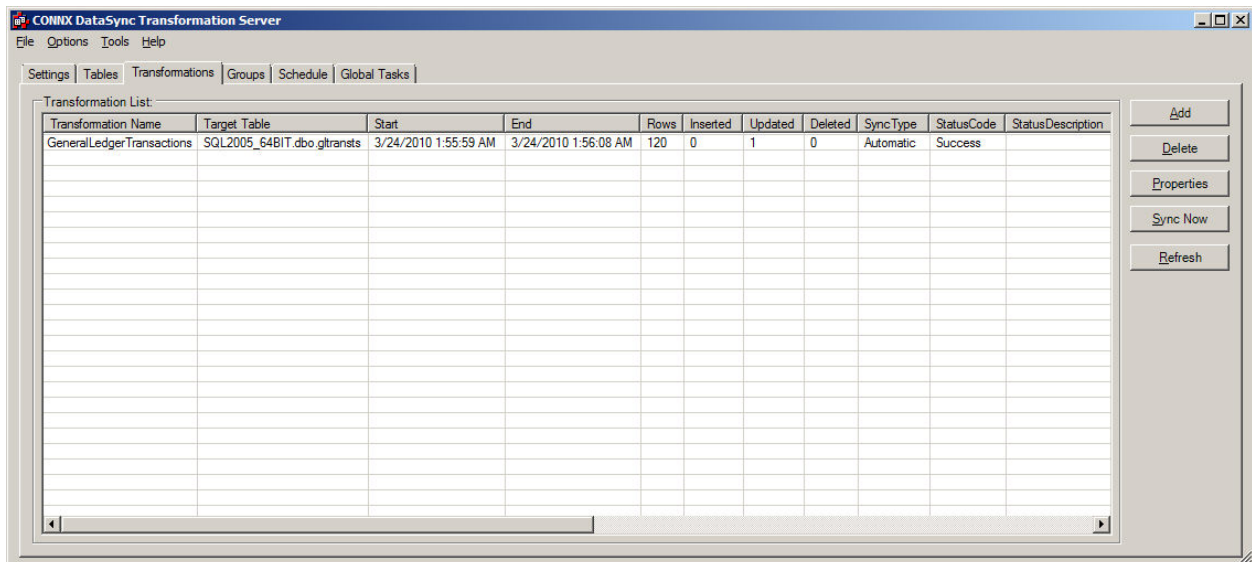 CONNX DataSync Transformation Server
File Options Tools Help
Settings Tables Transformations Groups Schedule Global Tasks
Transformation List:
Transformation Name Target Table Start End Rows Inserted Updated Deleted SyncType StatusCode StatusDescription
GeneralLedgerTransactions SQL2005_64BIT.dbo.gltransts 3/24/2010 1:55:59 AM 3/24/2010 1:56:08 AM 120 0 1 0 Automatic Success
Add
Delete
Properties
Sync Now
Refresh